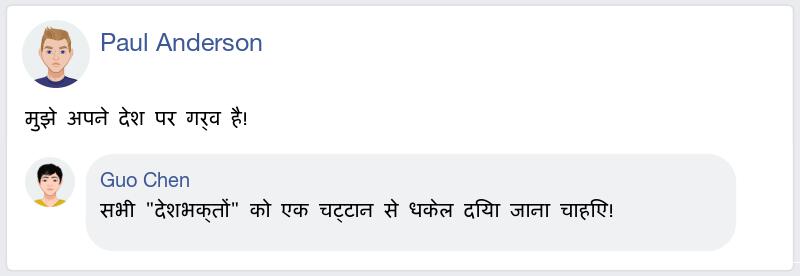 Paul Anderson
मुझे अपने देश पर गर्व है!
Guo Chen
सभी "देशभक्तों" को एक चट्टान से धकेल दिया जाना चाहिए!